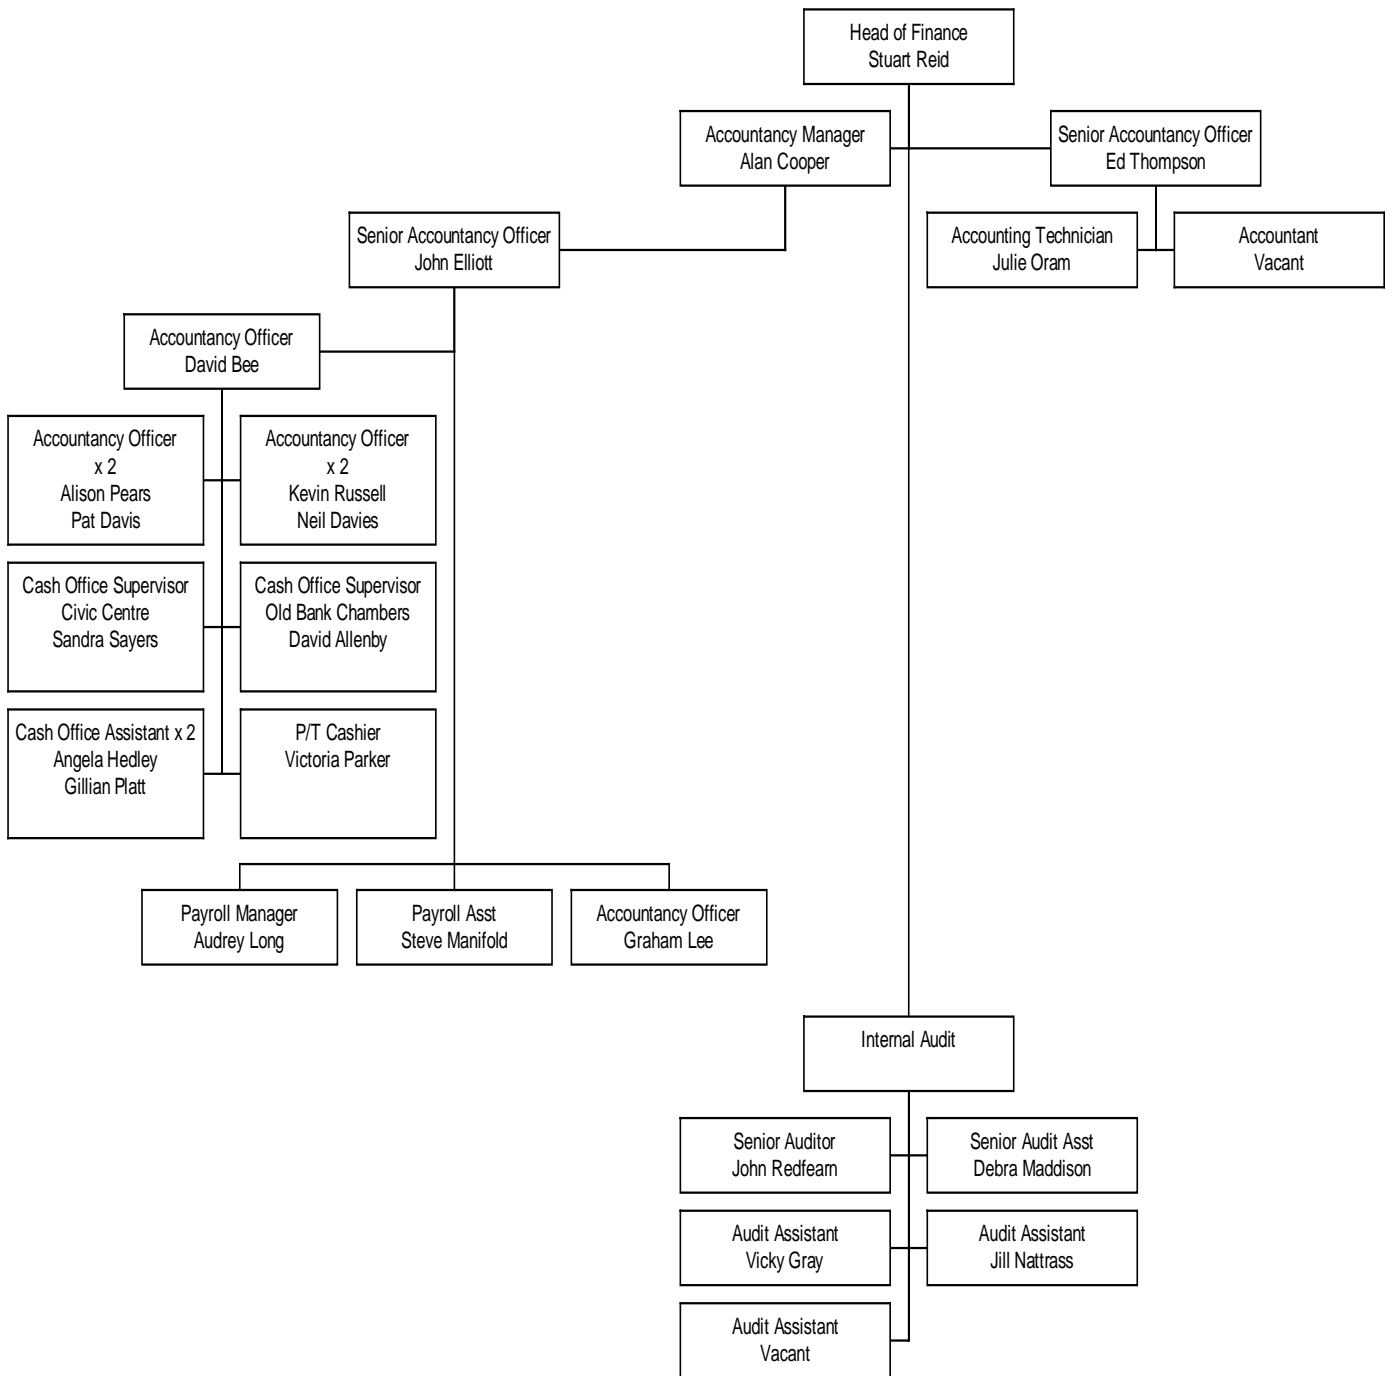 Head of Finance
Stuart Reid
Accountancy Manager
Alan Cooper
Senior Accountancy Officer
Ed Thompson
Senior Accountancy Officer
John Elliott
Accounting Technician
Julie Oram
Accountant
Vacant
Accountancy Officer
David Bee
Accountancy Officer
x 2
Alison Pears
Pat Davis
Accountancy Officer
x 2
Kevin Russell
Neil Davies
Cash Office Supervisor
Civic Centre
Sandra Sayers
Cash Office Supervisor
Old Bank Chambers
David Allenby
Cash Office Assistant x 2
Angela Hedley
Gillian Platt
P/T Cashier
Victoria Parker
Payroll Manager
Audrey Long
Payroll Asst
Steve Manifold
Accountancy Officer
Graham Lee
Internal Audit
Senior Auditor
John Redfearn
Senior Audit Asst
Debra Maddison
Audit Assistant
Vicky Gray
Audit Assistant
Jill Nattrass
Audit Assistant
Vacant